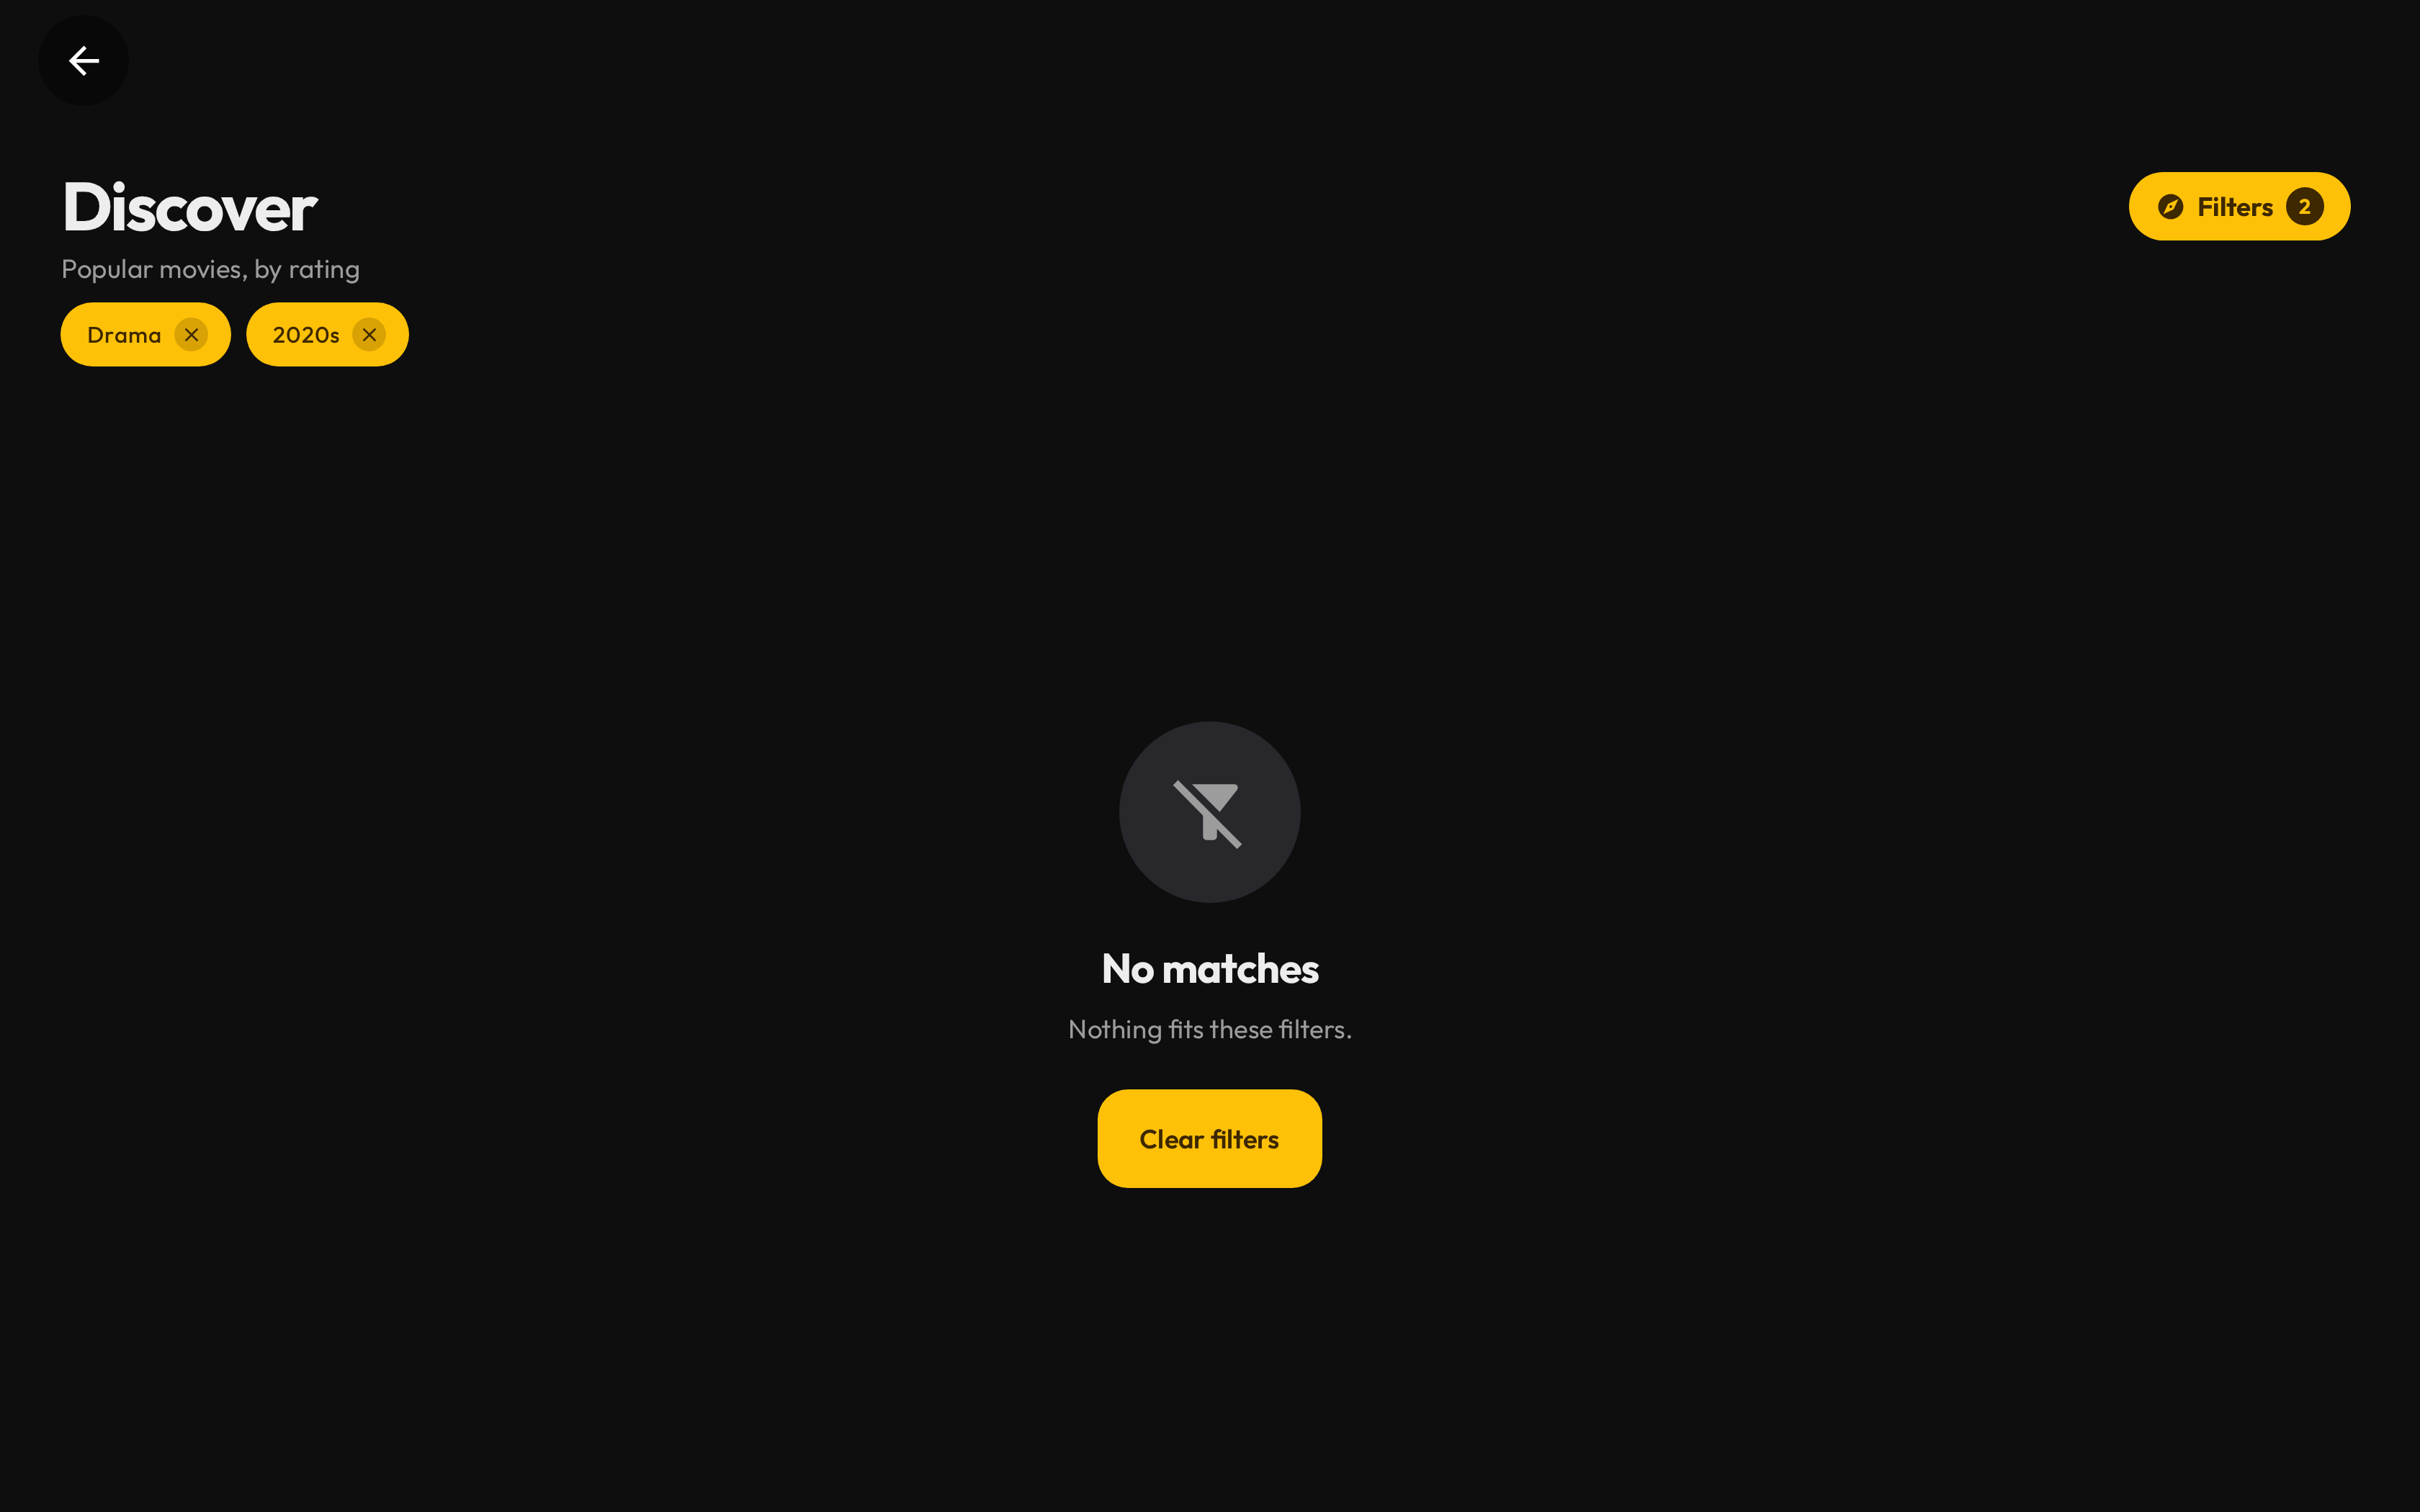 Discover
Filters 2
Popular movies, by rating
Drama 2020s
No matches
Nothing fits these filters.
Clear filters